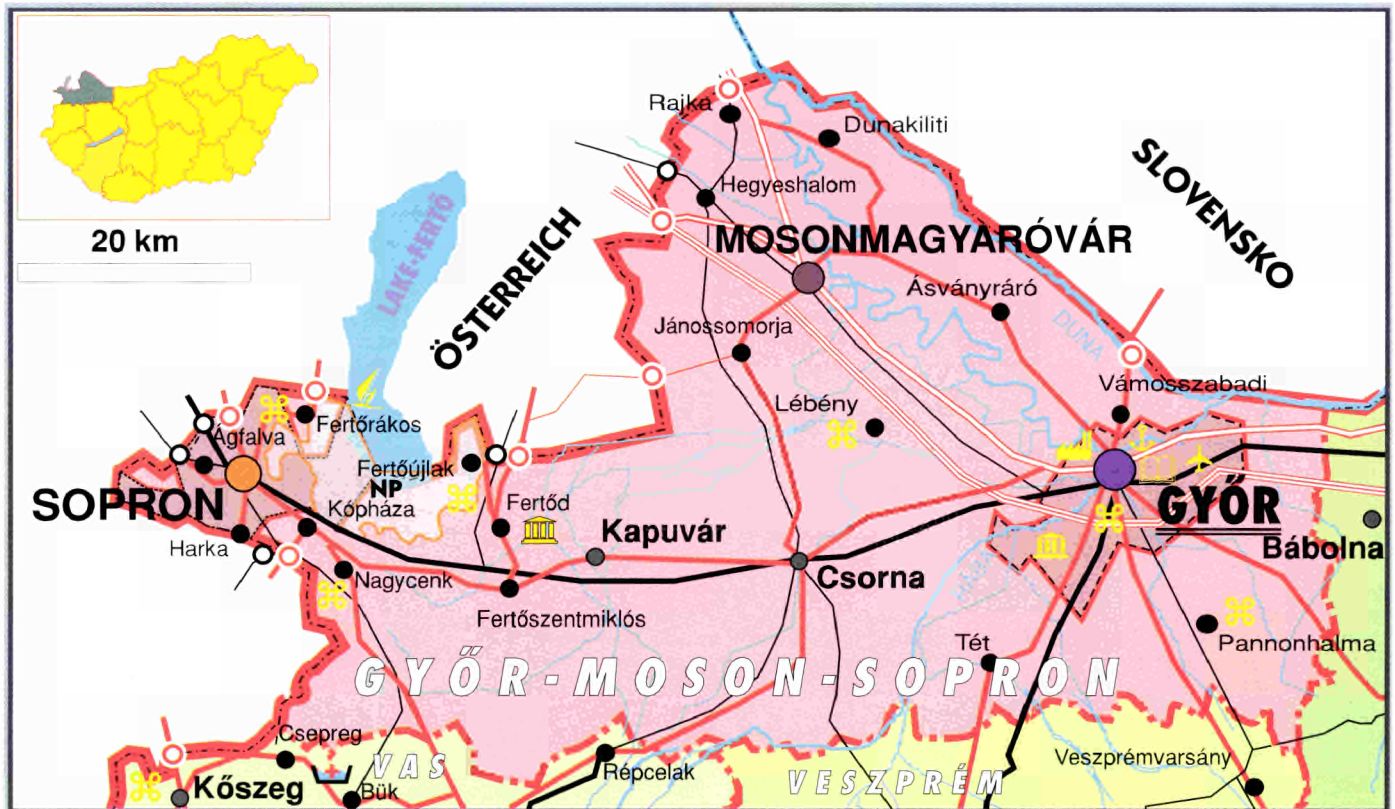 20 km
LAKE-FERTŐ
ÖSTERREICH
SLOVENSKO
Rajka
Dunakiliti
Hegyeshalom
MOSONMAGYARÓVÁR
Ásványráró
DUNA
Jánossomorja
Vámosszabadi
Lébény
Fertőrákos
Ágfalva
SOPRON
Fertőújlak
NP
Kópháza
Fertőd
Harka
Kapuvár
GYŐR
Bábolna
Csorna
Nagycenk
Fertőszentmiklós
Tét
Pannonhalma
GYŐR-MOSON-SOPRON
Csepreg
VAS
Kőszeg
Bük
Répcelak
VESZPRÉM
Veszprémvarsány